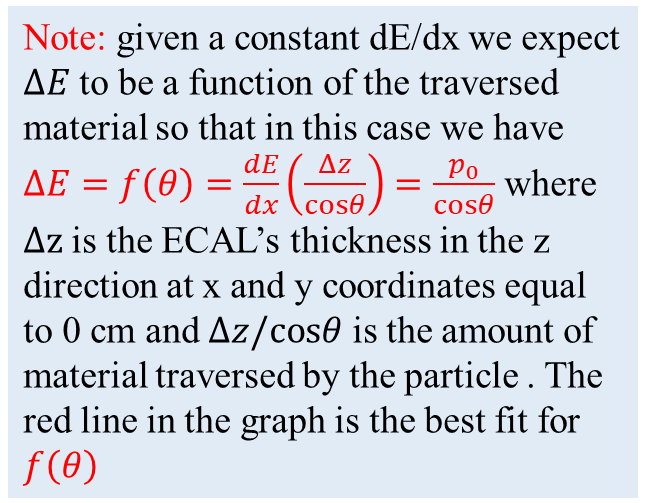 Note: given a constant dE/dx we expect
ΔE to be a function of the traversed
material so that in this case we have
ΔE = f(θ) = dE/dx (Δz/cosθ) = p₀/cosθ where
Δz is the ECAL’s thickness in the z
direction at x and y coordinates equal
to 0 cm and Δz/cosθ is the amount of
material traversed by the particle . The
red line in the graph is the best fit for
f(θ)